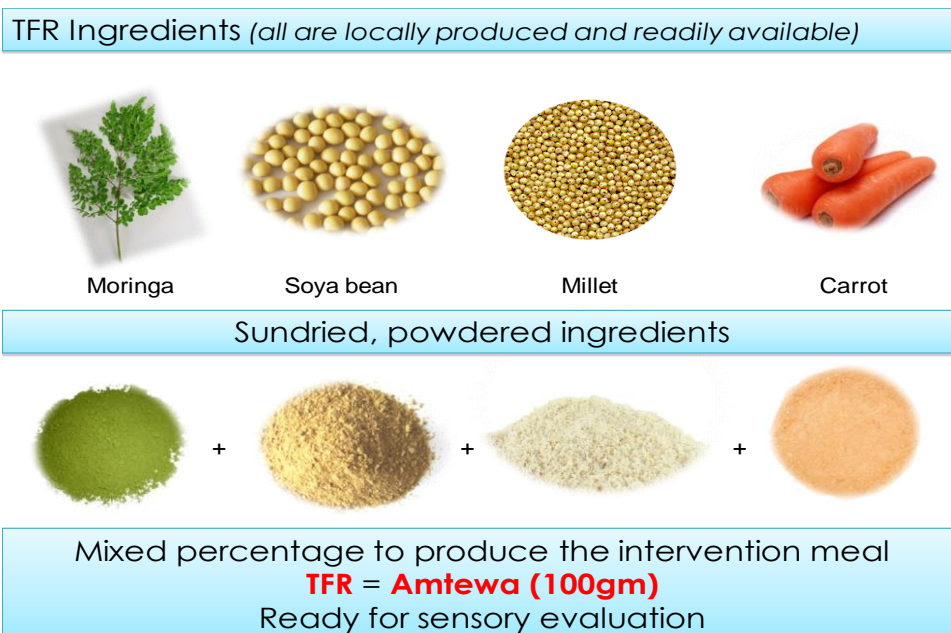 TFR Ingredients (all are locally produced and readily available)
Moringa Soya bean Millet Carrot
Sundried, powdered ingredients
+ + +
Mixed percentage to produce the intervention meal
TFR = Amtewa (100gm)
Ready for sensory evaluation